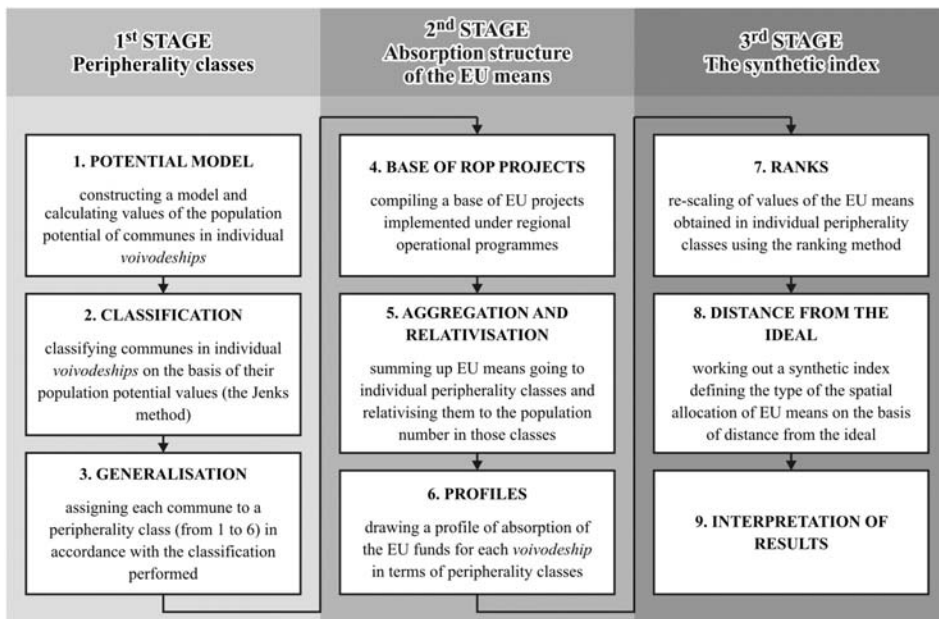 1st STAGE
Peripherality classes
1. POTENTIAL MODEL
constructing a model and
calculating values of the population
potential of communes in individual
voivodeships
2. CLASSIFICATION
classifying communes in individual
voivodeships on the basis of their
population potential values (the Jenks
method)
3. GENERALISATION
assigning each commune to a
peripherality class (from 1 to 6) in
accordance with the classification
performed
2nd STAGE
Absorption structure
of the EU means
4. BASE OF ROP PROJECTS
compiling a base of EU projects
implemented under regional
operational programmes
5. AGGREGATION AND
RELATIVISATION
summing up EU means going to
individual peripherality classes and
relativising them to the population
number in those classes
6. PROFILES
drawing a profile of absorption of
the EU funds for each voivodeship
in terms of peripherality classes
3rd STAGE
The synthetic index
7. RANKS
re-scaling of values of the EU means
obtained in individual peripherality
classes using the ranking method
8. DISTANCE FROM THE
IDEAL
working out a synthetic index
defining the type of the spatial
allocation of EU means on the basis
of distance from the ideal
9. INTERPRETATION OF
RESULTS